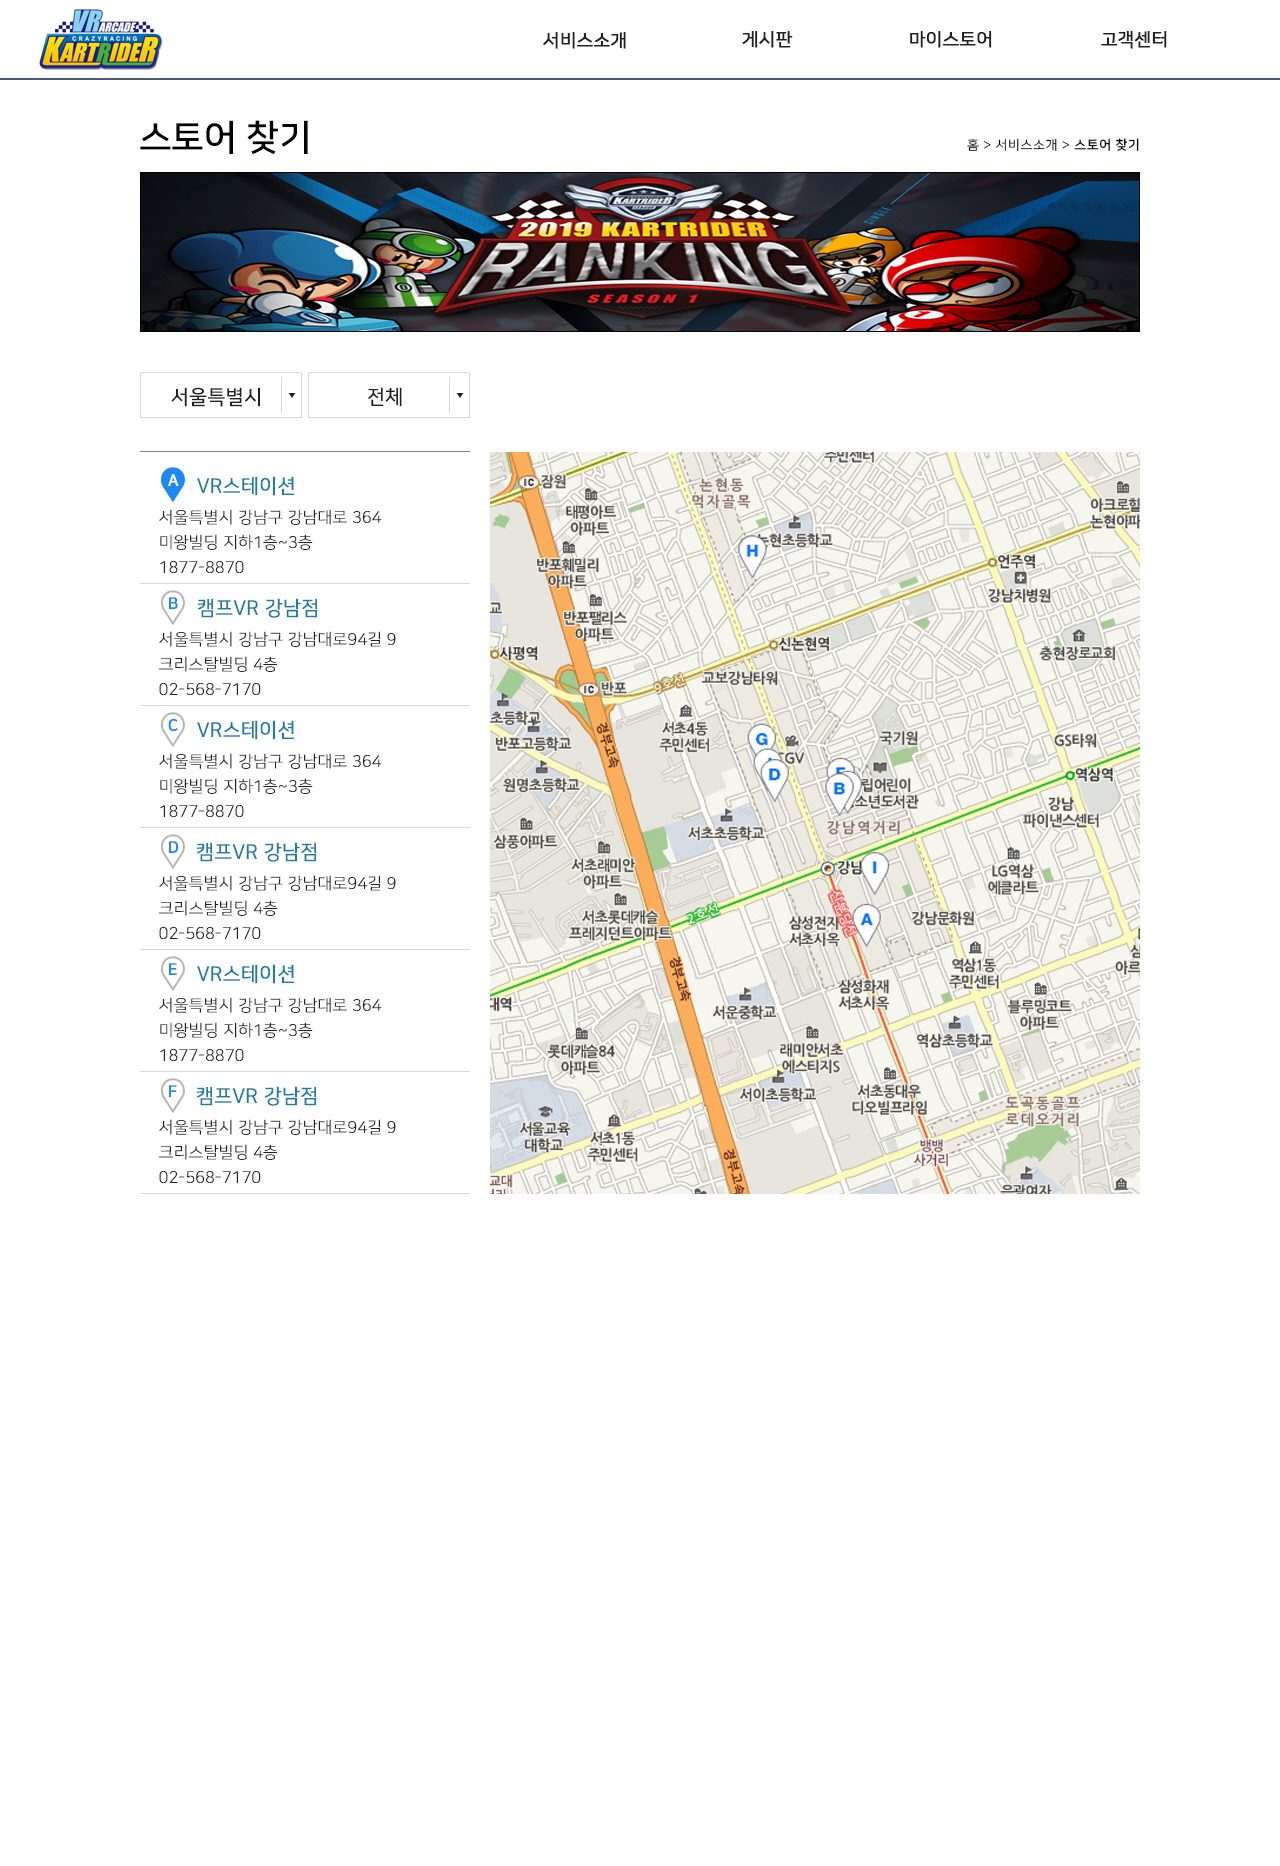 VR ARCADE
CRAZYRACING
KARTRIDER
서비스소개
게시판
마이스토어
고객센터
스토어 찾기
홈 > 서비스소개 > 스토어 찾기
KARTRIDER
LEAGUE
SINGLE
2019 KARTRIDER
RANKING
SEASON 1
서울특별시
전체
A VR스테이션
서울특별시 강남구 강남대로 364
미왕빌딩 지하1층~3층
1877-8870
B 캠프VR 강남점
서울특별시 강남구 강남대로94길 9
크리스탈빌딩 4층
02-568-7170
C VR스테이션
서울특별시 강남구 강남대로 364
미왕빌딩 지하1층~3층
1877-8870
D 캠프VR 강남점
서울특별시 강남구 강남대로94길 9
크리스탈빌딩 4층
02-568-7170
E VR스테이션
서울특별시 강남구 강남대로 364
미왕빌딩 지하1층~3층
1877-8870
F 캠프VR 강남점
서울특별시 강남구 강남대로94길 9
크리스탈빌딩 4층
02-568-7170
주민센터
IC 잠원
논현동
먹자골목
태평아트
아파트
아크로힐
논현아파
논현초등학교
H
반포훼밀리
아파트
언주역
강남차병원
교
반포팰리스
아파트
신논현역
충현장로교회
사평역
교보강남타워
9호선
IC 반포
초등학교
반포고등학교
경부고속
서초4동
주민센터
G
CGV
국기원
GS타워
원명초등학교
D
B
립어린이
소년도서관
역삼역
강남
파이낸스센터
삼풍아파트
서초초등학교
강남역거리
서초래미안
아파트
강남
I
LG역삼
에클라트
2호선
서초롯데캐슬
프레지던트아파트
신분당선
삼성전자
서초사옥
A
강남문화원
경부고속
역삼1동
주민센터
삼
아르
대역
삼성화재
서초사옥
서운중학교
블루밍코트
아파트
롯데캐슬84
아파트
래미안서초
에스티지S
역삼초등학교
서이초등학교
서초동대우
디오빌프라임
도곡동골프
로데오거리
서울교육
대학교
서초1동
주민센터
뱅뱅
사거리
경부고속
교대
은광여자